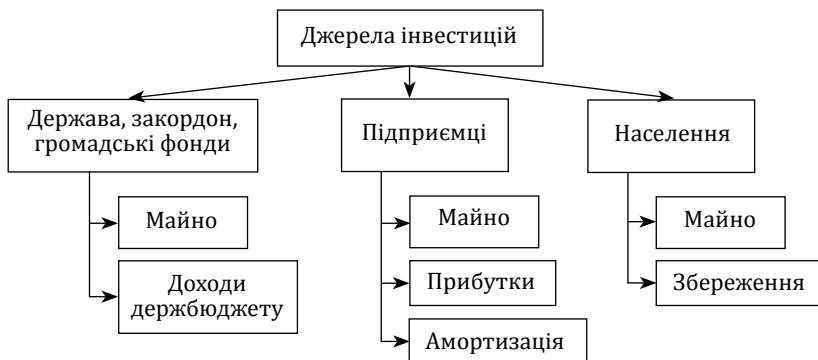 Джерела інвестицій
Держава, закордон,
громадські фонди
Підприємці
Населення
Майно
Майно
Майно
Доходи
держбюджету
Прибутки
Збереження
Амортизація